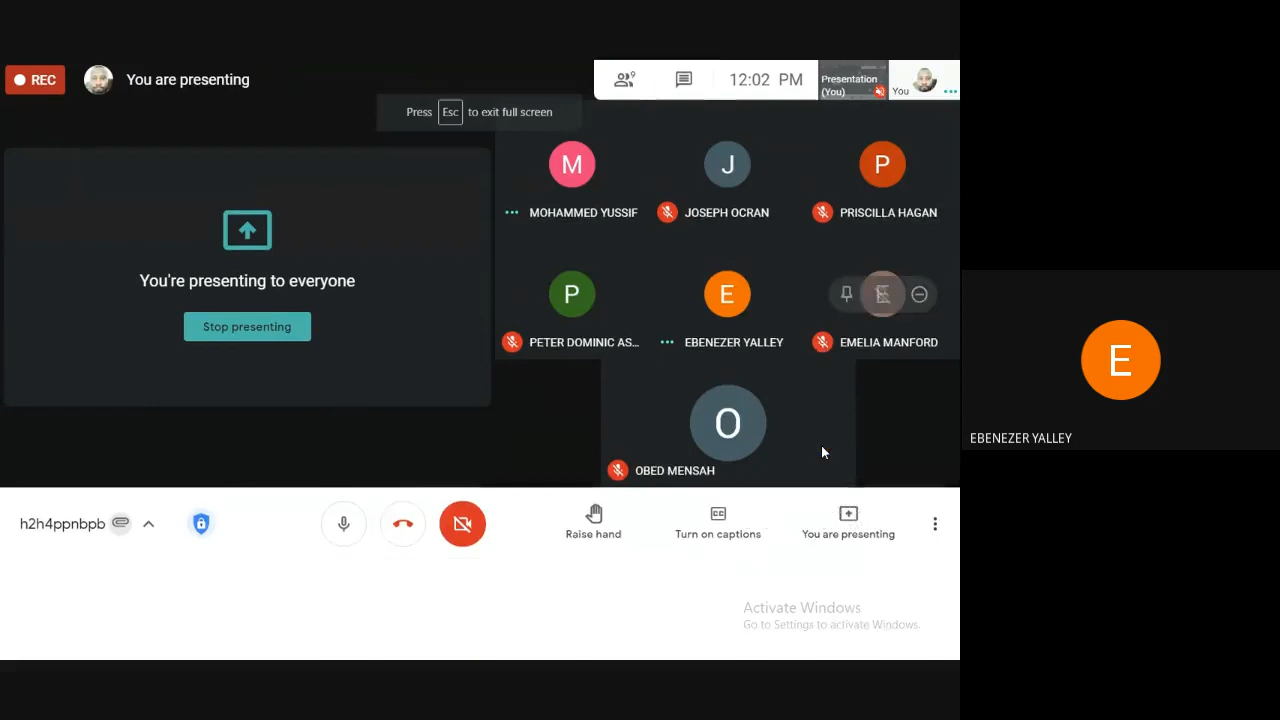 REC
You are presenting
9
12:02 PM
Presentation
(You)
You
Press Esc to exit full screen
M
J
P
MOHAMMED YUSSIF
JOSEPH OCRAN
PRISCILLA HAGAN
You're presenting to everyone
Stop presenting
P
E
E
PETER DOMINIC AS...
EBENEZER YALLEY
EMELIA MANFORD
O
OBED MENSAH
E
EBENEZER YALLEY
h2h4ppnbpb
CC
Raise hand
Turn on captions
You are presenting
Activate Windows
Go to Settings to activate Windows.